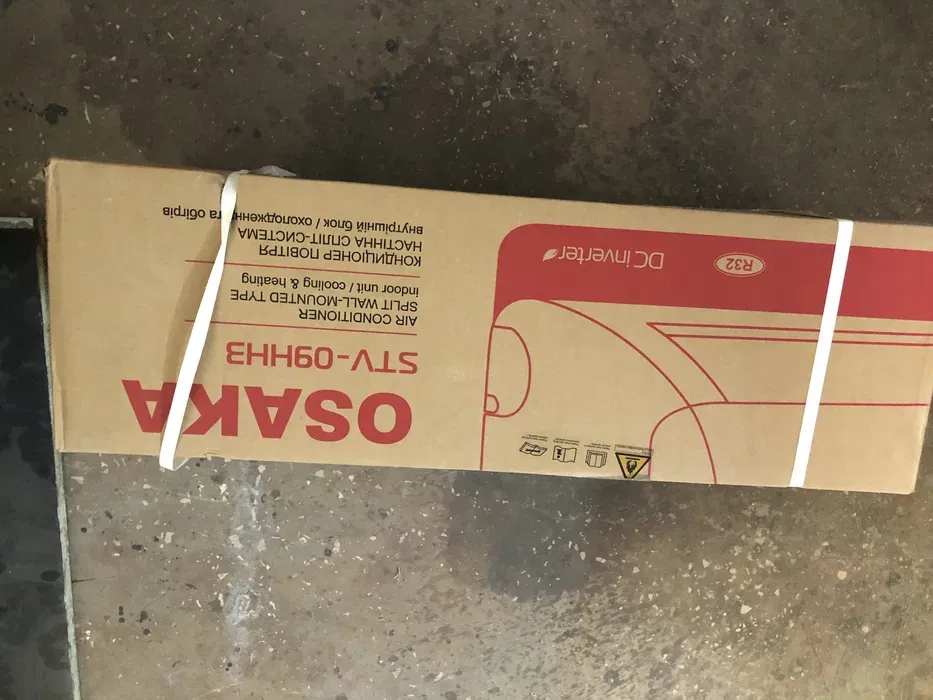 OSAKA
STV-09HH3
AIR CONDITIONER
SPLIT WALL-MOUNTED TYPE
indoor unit / cooling & heating
КОНДИЦІОНЕР ПОВІТРЯ
НАСТІННА СПЛІТ-СИСТЕМА
внутрішній блок / охолодження та обігрів
R32
DC inverter